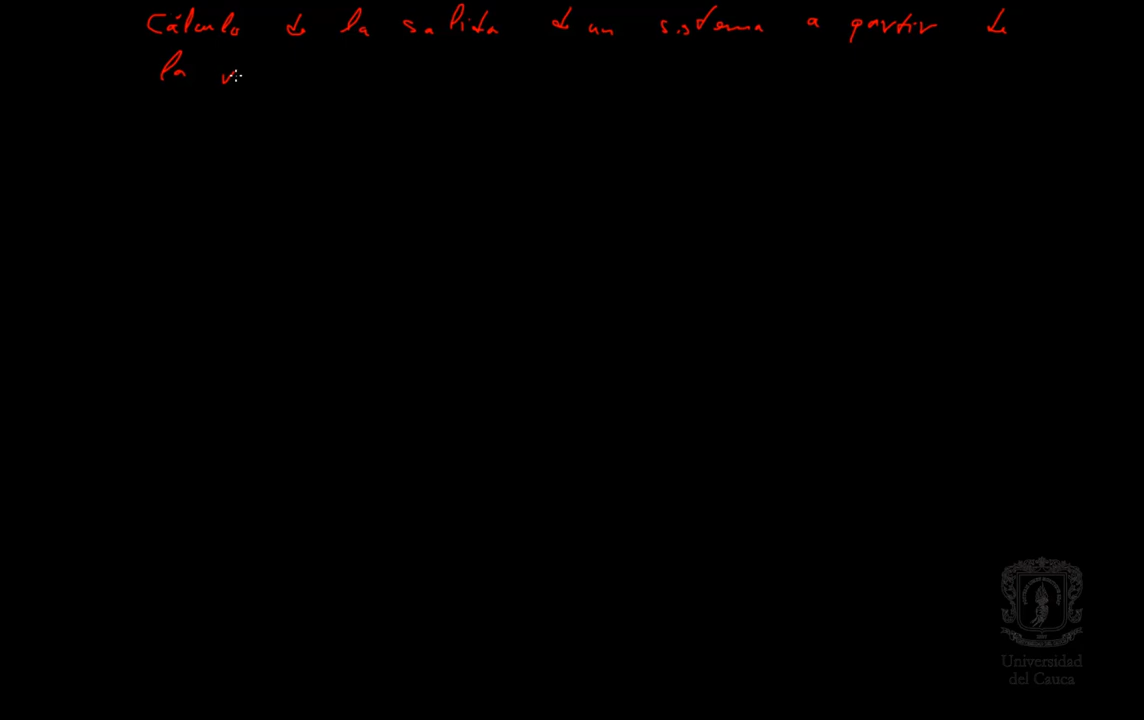 Cálculo de la salida de un sistema a partir de
la
Universidad
del Cauca